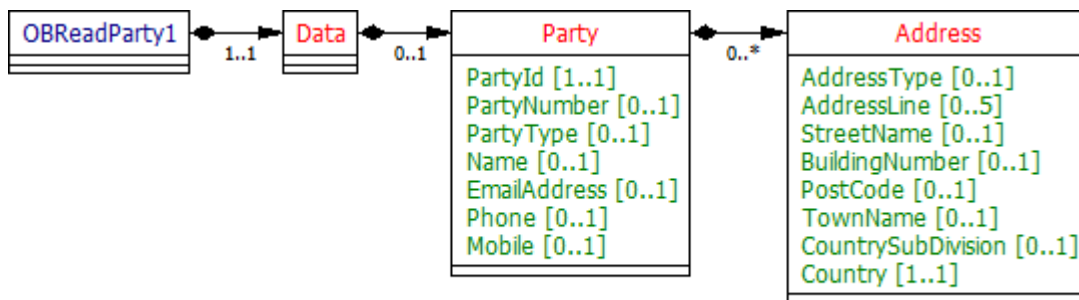 OBReadParty1
1..1
Data
0..1
Party
PartyId [1..1]
PartyNumber [0..1]
PartyType [0..1]
Name [0..1]
EmailAddress [0..1]
Phone [0..1]
Mobile [0..1]
0..*
Address
AddressType [0..1]
AddressLine [0..5]
StreetName [0..1]
BuildingNumber [0..1]
PostCode [0..1]
TownName [0..1]
CountrySubDivision [0..1]
Country [1..1]